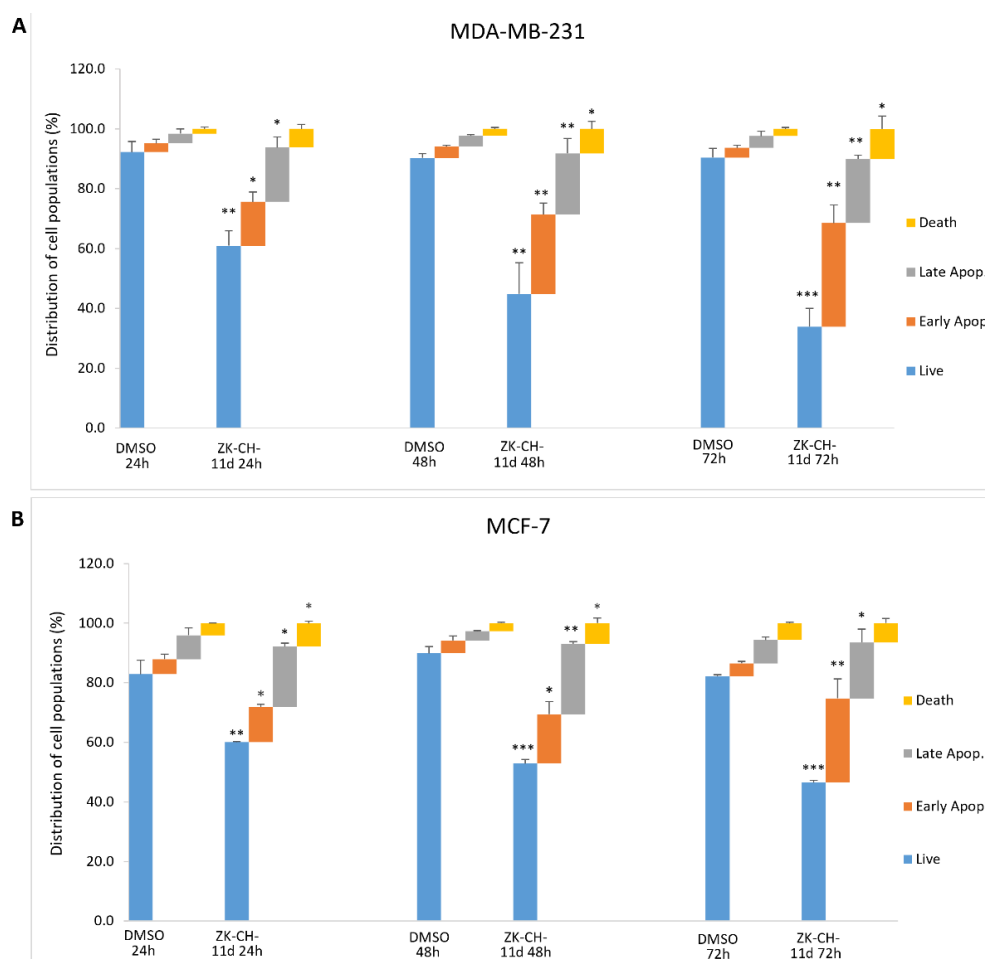 A
MDA-MB-231
Distribution of cell populations (%)
120.0
100.0
80.0
60.0
40.0
20.0
0.0
* * ** * * **
** * ** ** ** ***
Death
Late Apop.
Early Apop
Live
DMSO 24h
ZK-CH-11d 24h
DMSO 48h
ZK-CH-11d 48h
DMSO 72h
ZK-CH-11d 72h
B
MCF-7
Distribution of cell populations (%)
120.0
100.0
80.0
60.0
40.0
20.0
0.0
** * * *
*** * ** *
*** ** *
Death
Late Apop.
Early Apop
Live
DMSO 24h
ZK-CH-11d 24h
DMSO 48h
ZK-CH-11d 48h
DMSO 72h
ZK-CH-11d 72h